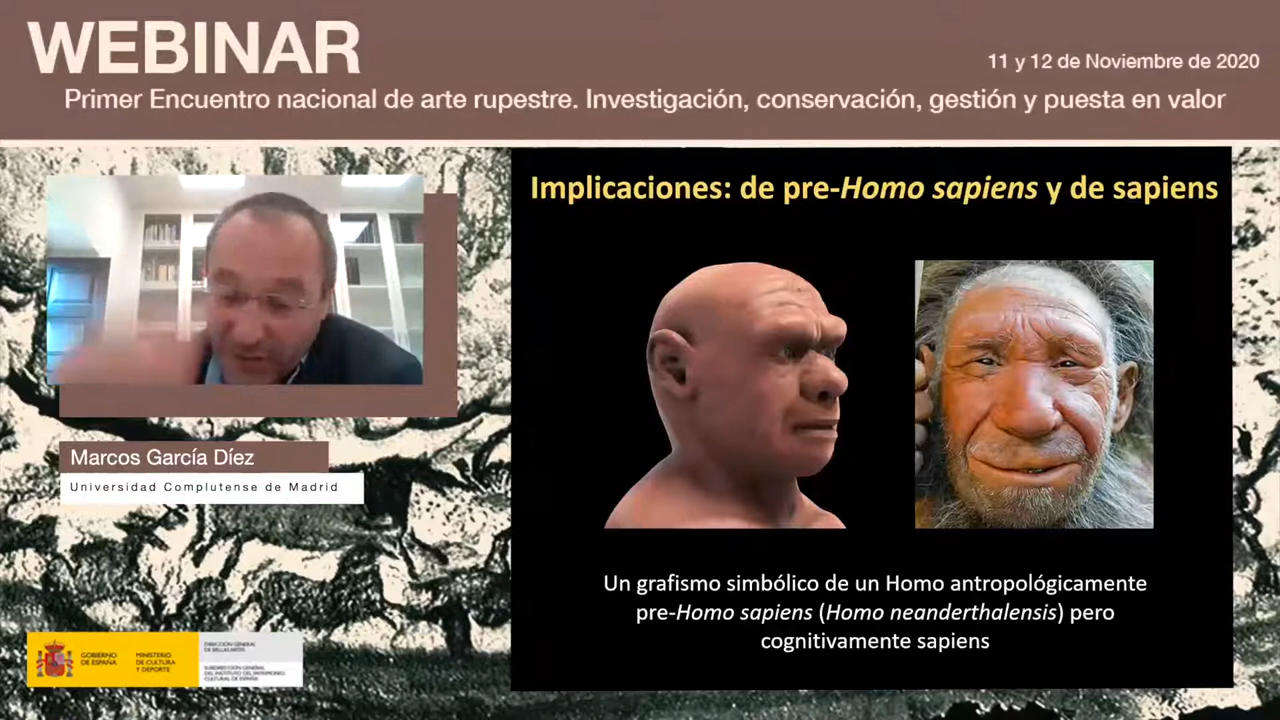 WEBINAR
11 y 12 de Noviembre de 2020
Primer Encuentro nacional de arte rupestre. Investigación, conservación, gestión y puesta en valor
Implicaciones: de pre-Homo sapiens y de sapiens
Marcos García Díez
Universidad Complutense de Madrid
Un grafismo simbólico de un Homo antropológicamente
pre-Homo sapiens (Homo neanderthalensis) pero
cognitivamente sapiens
GOBIERNO
DE ESPAÑA
MINISTERIO
DE CULTURA
Y DEPORTE
DIRECCIÓN GENERAL
DE BELLAS ARTES
SUBDIRECCIÓN GENERAL
DEL INSTITUTO DEL PATRIMONIO
CULTURAL DE ESPAÑA